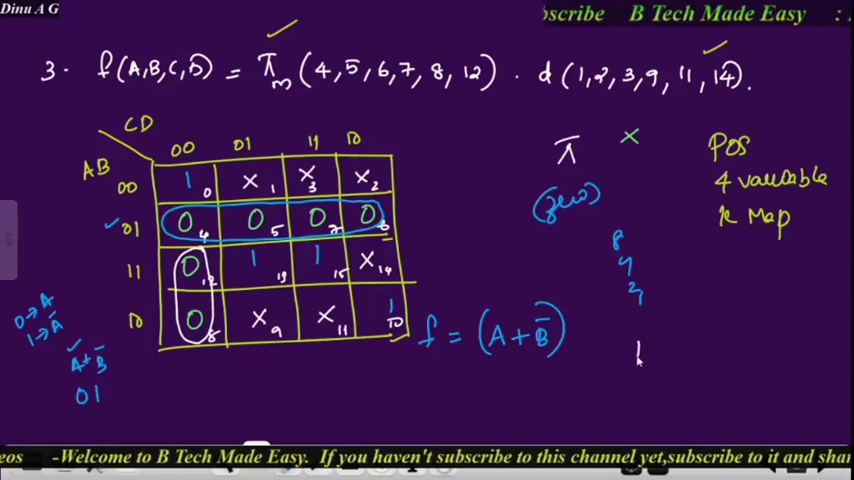 Dinu A G
bscribe B Tech Made Easy :
3. f(A,B,C,D) = π m (4,5,6,7,8,12) . d(1,2,3,9,11,14).
CD
00 01 11 10
AB
00 1 0 X 1 X 3 X 2
01 0 4 0 5 0 7 0 6
11 0 12 1 13 1 15 X 14
10 0 8 X 9 X 11 1 10
π X
(zero)
POS
4 variable
K Map
8
4
2
1
0→A
1→A̅
A+B̅
01
f = (A+B̅)
eos -Welcome to B Tech Made Easy. If you haven't subscribe to this channel yet,subscribe to it and shar